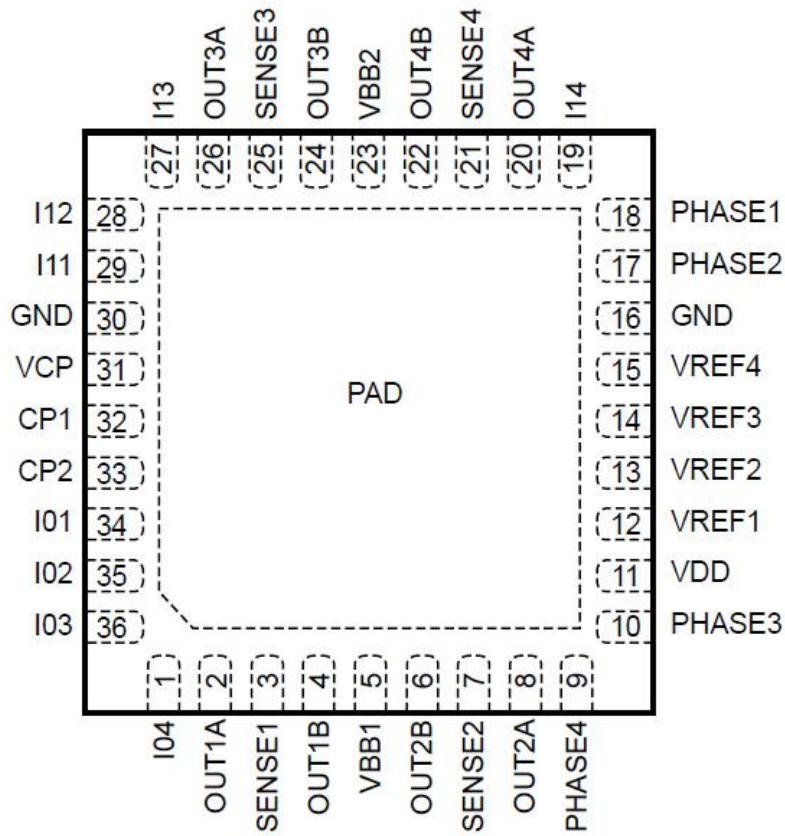 I13
OUT3A
SENSE3
OUT3B
VBB2
OUT4B
SENSE4
OUT4A
I14
27
26
25
24
23
22
21
20
19
I12 28
I11 29
GND 30
VCP 31
CP1 32
CP2 33
I01 34
I02 35
I03 36
PAD
18 PHASE1
17 PHASE2
16 GND
15 VREF4
14 VREF3
13 VREF2
12 VREF1
11 VDD
10 PHASE3
1
2
3
4
5
6
7
8
9
I04
OUT1A
SENSE1
OUT1B
VBB1
OUT2B
SENSE2
OUT2A
PHASE4